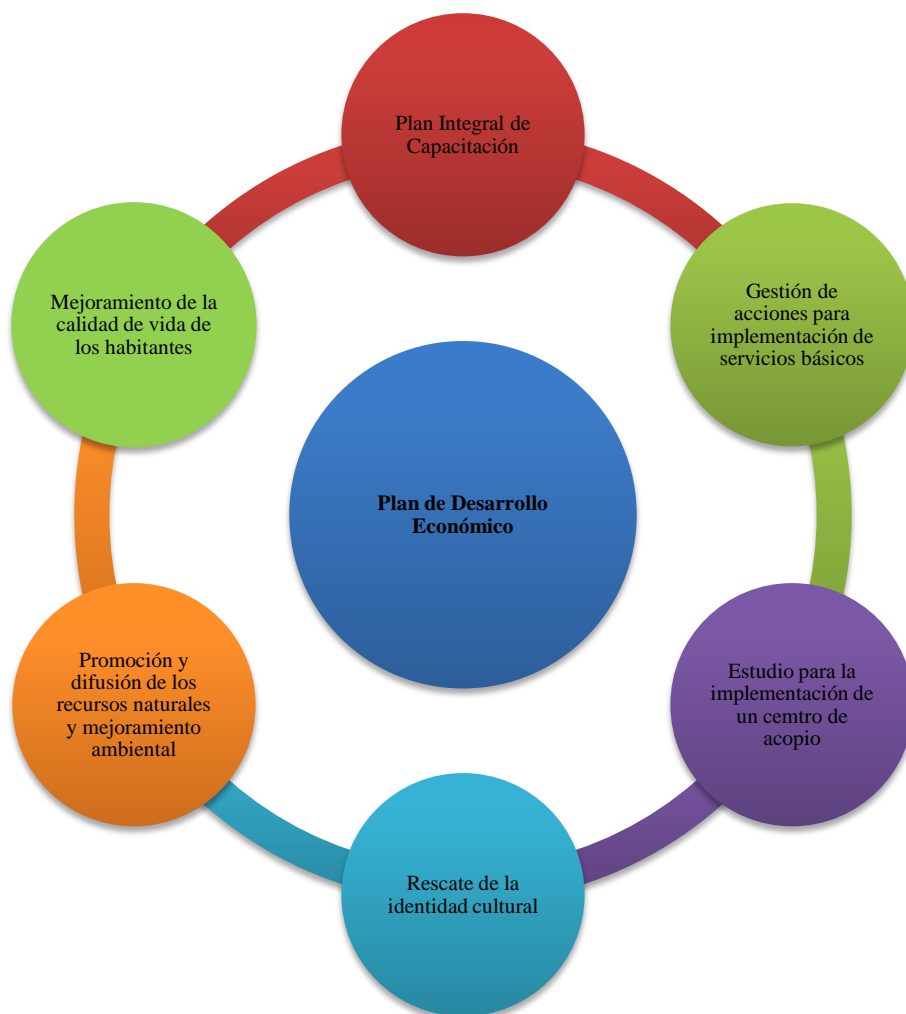 Plan Integral de
Capacitación
Gestión de
acciones para
implementación de
servicios básicos
Estudio para la
implementación de
un cemtro de
acopio
Rescate de la
identidad cultural
Promoción y
difusión de los
recursos naturales
y mejoramiento
ambiental
Mejoramiento de la
calidad de vida de
los habitantes
Plan de Desarrollo
Económico